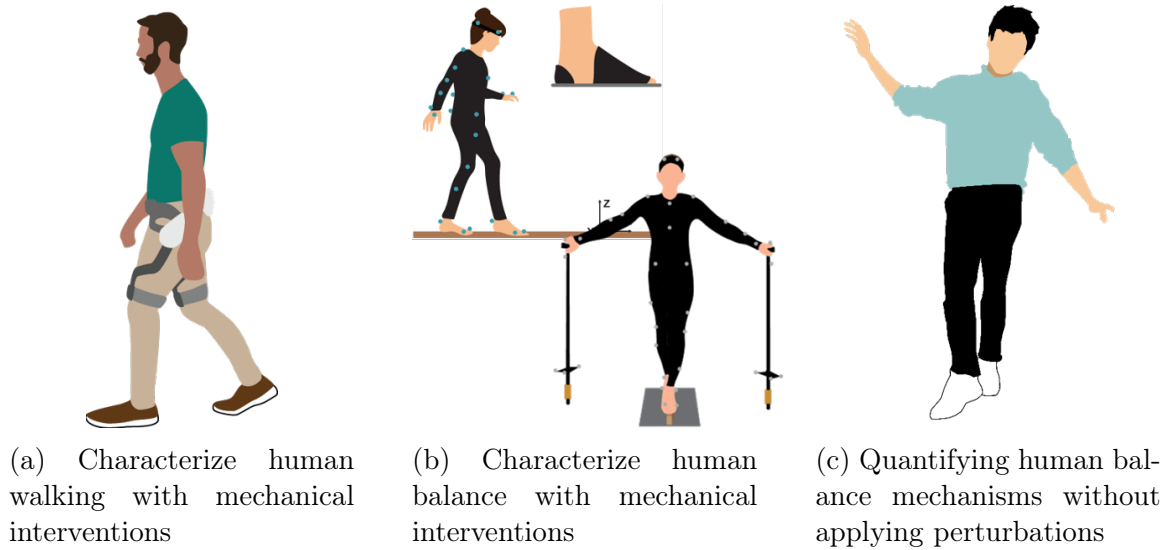 z
(a) Characterize human
walking with mechanical
interventions
(b) Characterize human
balance with mechanical
interventions
(c) Quantifying human bal-
ance mechanisms without
applying perturbations